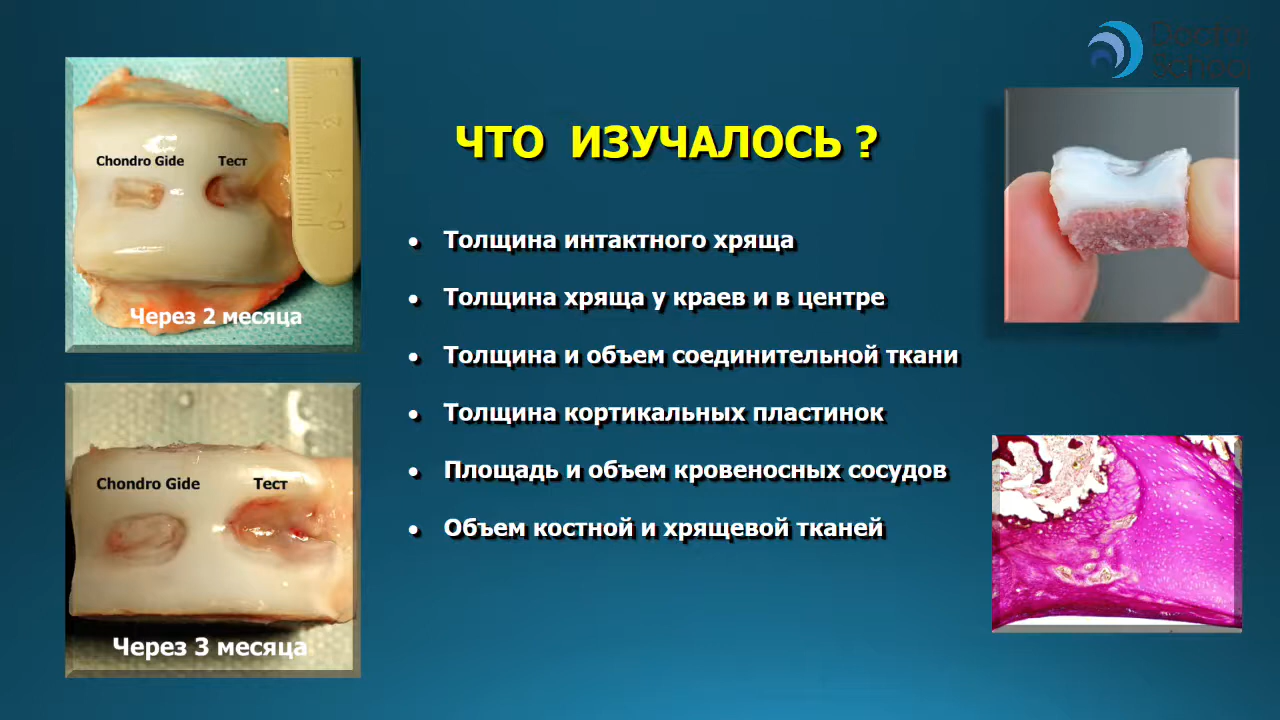 Doctor
School
ЧТО ИЗУЧАЛОСЬ ?
Chondro Gide Тест
Через 2 месяца
• Толщина интактного хряща
• Толщина хряща у краев и в центре
• Толщина и объем соединительной ткани
• Толщина кортикальных пластинок
• Площадь и объем кровеносных сосудов
• Объем костной и хрящевой тканей
Chondro Gide Тест
Через 3 месяца